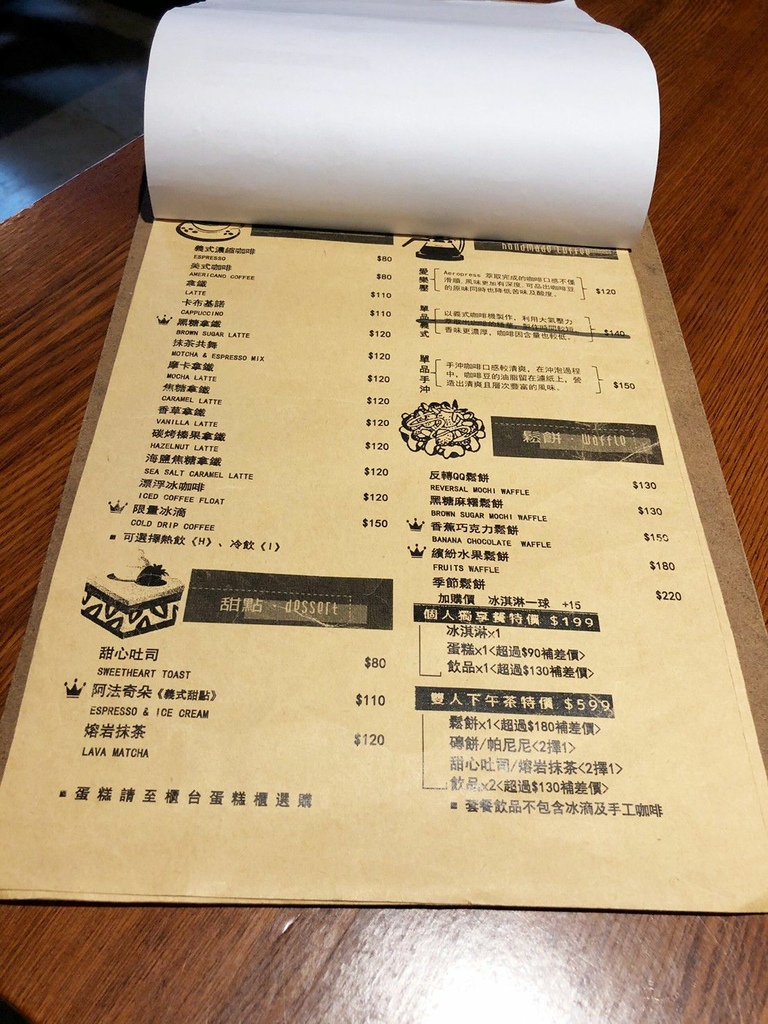 義式濃縮咖啡
ESPRESSO $80
美式咖啡
AMERICANO COFFEE $80
拿鐵
LATTE $110
卡布基諾
CAPPUCCINO $110
黑糖拿鐵
BROWN SUGAR LATTE $120
抹茶共舞
MOTCHA & ESPRESSO MIX $120
摩卡拿鐵
MOCHA LATTE $120
焦糖拿鐵
CARAMEL LATTE $120
香草拿鐵
VANILLA LATTE $120
碳烤榛果拿鐵
HAZELNUT LATTE $120
海鹽焦糖拿鐵
SEA SALT CARAMEL LATTE $120
漂浮冰咖啡
ICED COFFEE FLOAT $120
限量冰滴
COLD DRIP COFFEE $150
▪ 可選擇熱飲《H》、冷飲《I》
甜點·dessert
甜心吐司 $80
SWEETHEART TOAST
阿法奇朵《義式甜點》 $110
ESPRESSO & ICE CREAM
熔岩抹茶 $120
LAVA MATCHA
▪ 蛋糕請至櫃台蛋糕櫃選購
handmade coffee
愛樂壓
Aeropress 萃取完成的咖啡口感不僅
滑順,風味更加有深度,可品出咖啡豆
的原味同時也降低苦味及酸度。
$120
單品義式
以義式咖啡機製作,利用大氣壓力
香味更濃厚,咖啡因含量也較低。
$140
單品手沖
手沖咖啡口感較清爽,在沖泡過程
中,咖啡豆的油脂留在濾紙上,營
造出清爽且層次豐富的風味。
$150
鬆餅·waffle
反轉QQ鬆餅 $130
REVERSAL MOCHI WAFFLE
黑糖麻糬鬆餅 $130
BROWN SUGAR MOCHI WAFFLE
香蕉巧克力鬆餅 $150
BANANA CHOCOLATE WAFFLE
繽紛水果鬆餅 $180
FRUITS WAFFLE
季節鬆餅 $220
加購價 冰淇淋一球 +15
個人獨享餐特價 $199
冰淇淋x1
蛋糕x1<超過$90補差價>
飲品x1<超過$130補差價>
雙人下午茶特價 $599
鬆餅x1<超過$180補差價>
磚餅/帕尼尼<2擇1>
甜心吐司/熔岩抹茶<2擇1>
飲品x2<超過$130補差價>
▪ 套餐飲品不包含冰滴及手工咖啡